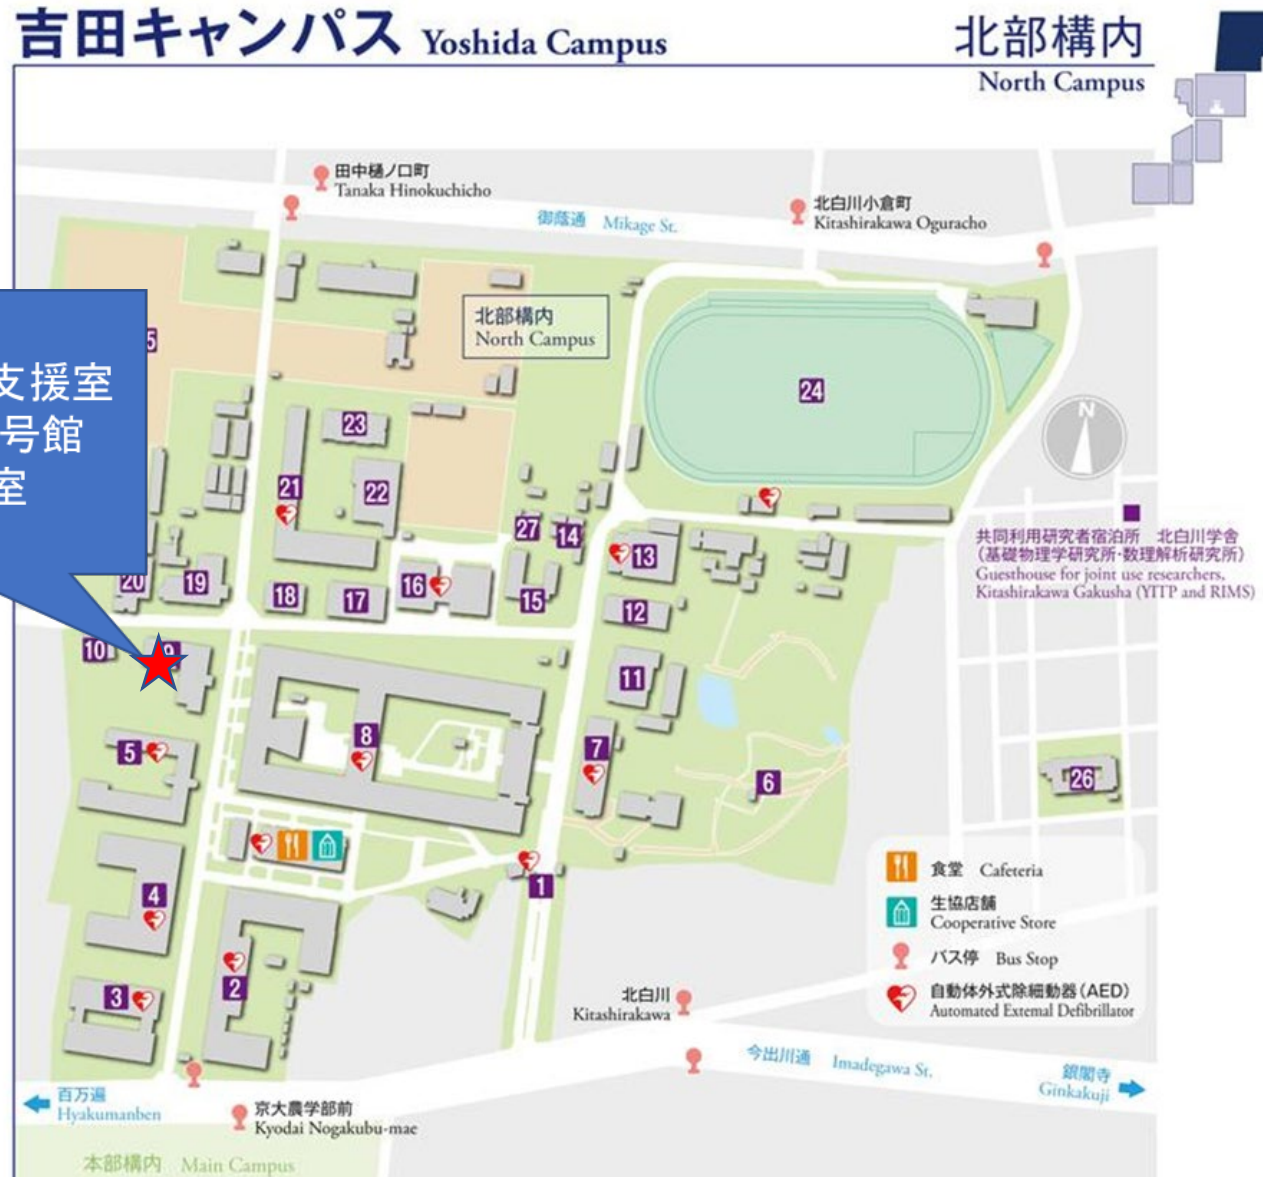 吉田キャンパス Yoshida Campus
北部構内
North Campus
田中樋ノ口町
Tanaka Hinokuchicho
北白川小倉町
Kitashirakawa Oguracho
御蔭通 Mikage St.
北部構内
North Campus
5
支援室
号館
室
24
N
23
21
22
27
14
13
共同利用研究者宿泊所 北白川学舎
(基礎物理学研究所・数理解析研究所)
Guesthouse for joint use researchers,
Kitashirakawa Gakusha (YITP and RIMS)
20
19
18
17
16
15
12
10
9
11
5
8
7
6
26
4
1
3
2
食堂 Cafeteria
生協店舗
Cooperative Store
バス停 Bus Stop
自動体外式除細動器(AED)
Automated External Defibrillator
北白川
Kitashirakawa
今出川通 Imadegawa St.
銀閣寺
Ginkakuji
百万遍
Hyakumanben
京大農学部前
Kyodai Nogakubu-mae
本部構内 Main Campus